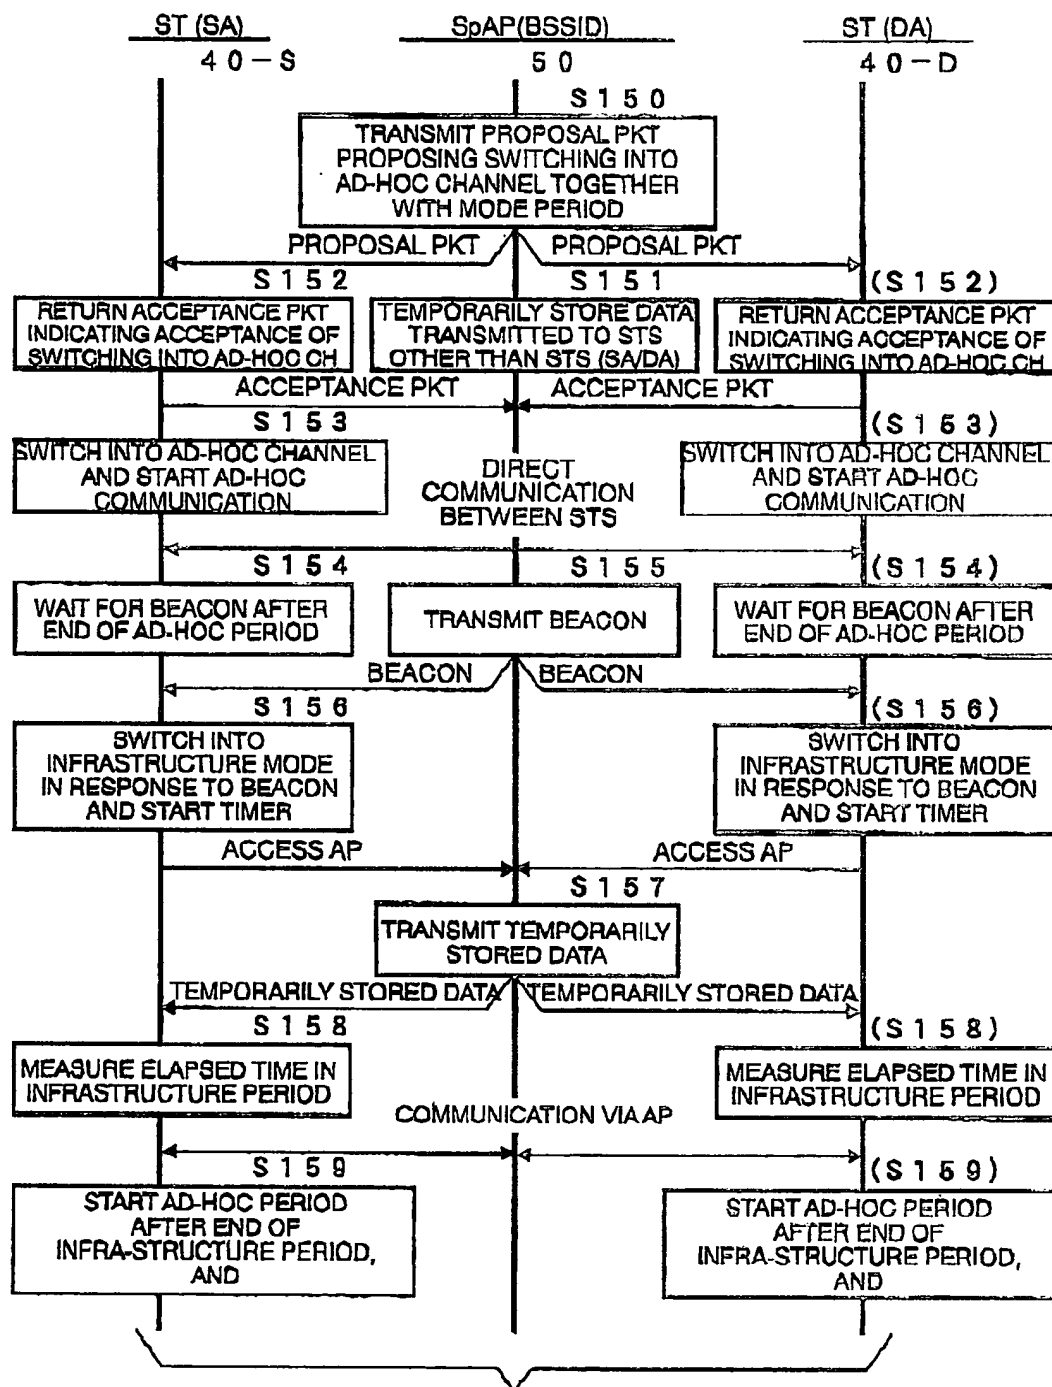 ST (SA)
SpAP(BSSID)
ST (DA)
40-S
50
40-D
S150
TRANSMIT PROPOSAL PKT
PROPOSING SWITCHING INTO
AD-HOC CHANNEL TOGETHER
WITH MODE PERIOD
PROPOSAL PKT
PROPOSAL PKT
S152
S151
(S152)
RETURN ACCEPTANCE PKT
INDICATING ACCEPTANCE OF
SWITCHING INTO AD-HOC CH
TEMPORARILY STORE DATA
TRANSMITTED TO STS
OTHER THAN STS (SA/DA)
RETURN ACCEPTANCE PKT
INDICATING ACCEPTANCE OF
SWITCHING INTO AD-HOC CH
ACCEPTANCE PKT
ACCEPTANCE PKT
S153
(S153)
SWITCH INTO AD-HOC CHANNEL
AND START AD-HOC
COMMUNICATION
DIRECT
COMMUNICATION
BETWEEN STS
SWITCH INTO AD-HOC CHANNEL
AND START AD-HOC
COMMUNICATION
S154
S155
(S154)
WAIT FOR BEACON AFTER
END OF AD-HOC PERIOD
TRANSMIT BEACON
WAIT FOR BEACON AFTER
END OF AD-HOC PERIOD
BEACON
BEACON
S156
(S156)
SWITCH INTO
INFRASTRUCTURE MODE
IN RESPONSE TO BEACON
AND START TIMER
SWITCH INTO
INFRASTRUCTURE MODE
IN RESPONSE TO BEACON
AND START TIMER
ACCESS AP
ACCESS AP
S157
TRANSMIT TEMPORARILY
STORED DATA
TEMPORARILY STORED DATA
TEMPORARILY STORED DATA
S158
(S158)
MEASURE ELAPSED TIME IN
INFRASTRUCTURE PERIOD
MEASURE ELAPSED TIME IN
INFRASTRUCTURE PERIOD
COMMUNICATION VIA AP
S159
(S159)
START AD-HOC PERIOD
AFTER END OF
INFRA-STRUCTURE PERIOD,
AND
START AD-HOC PERIOD
AFTER END OF
INFRA-STRUCTURE PERIOD,
AND